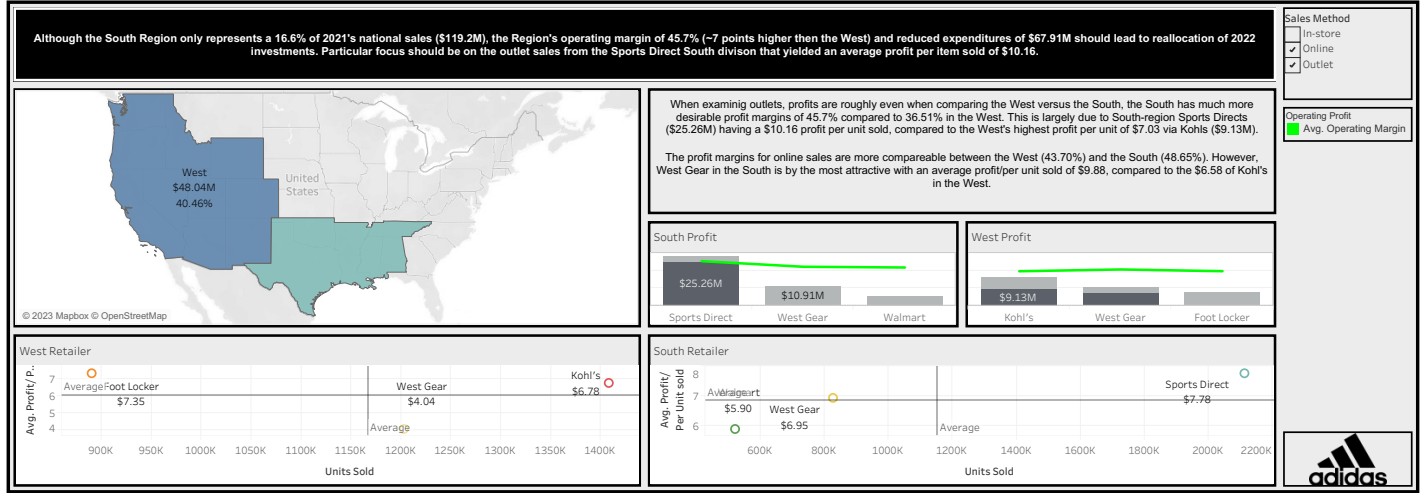 Although the South Region only represents a 16.6% of 2021's national sales ($119.2M), the Region's operating margin of 45.7% (~7 points higher then the West) and reduced expenditures of $67.91M should lead to reallocation of 2022
investments. Particular focus should be on the outlet sales from the Sports Direct South divison that yielded an average profit per item sold of $10.16.
Sales Method
In-store
Online
Outlet
Operating Profit
Avg. Operating Margin
West
$48.04M
40.46%
United
States
© 2023 Mapbox © OpenStreetMap
When examinig outlets, profits are roughly even when comparing the West versus the South, the South has much more
desirable profit margins of 45.7% compared to 36.51% in the West. This is largely due to South-region Sports Directs
($25.26M) having a $10.16 profit per unit sold, compared to the West's highest profit per unit of $7.03 via Kohls ($9.13M).
The profit margins for online sales are more compareable between the West (43.70%) and the South (48.65%). However,
West Gear in the South is by the most attractive with an average profit/per unit sold of $9.88, compared to the $6.58 of Kohl's
in the West.
South Profit
$25.26M
$10.91M
Sports Direct West Gear Walmart
West Profit
$9.13M
Kohl's West Gear Foot Locker
West Retailer
Avg. Profit/ P..
7
6
5
4
Average
Foot Locker
$7.35
West Gear
$4.04
Kohl's
$6.78
Average
900K 950K 1000K 1050K 1100K 1150K 1200K 1250K 1300K 1350K 1400K
Units Sold
South Retailer
Avg. Profit/
Per Unit sold
8
7
6
Average
$5.90
West Gear
$6.95
Sports Direct
$7.78
Average
600K 800K 1000K 1200K 1400K 1600K 1800K 2000K 2200K
Units Sold
adidas